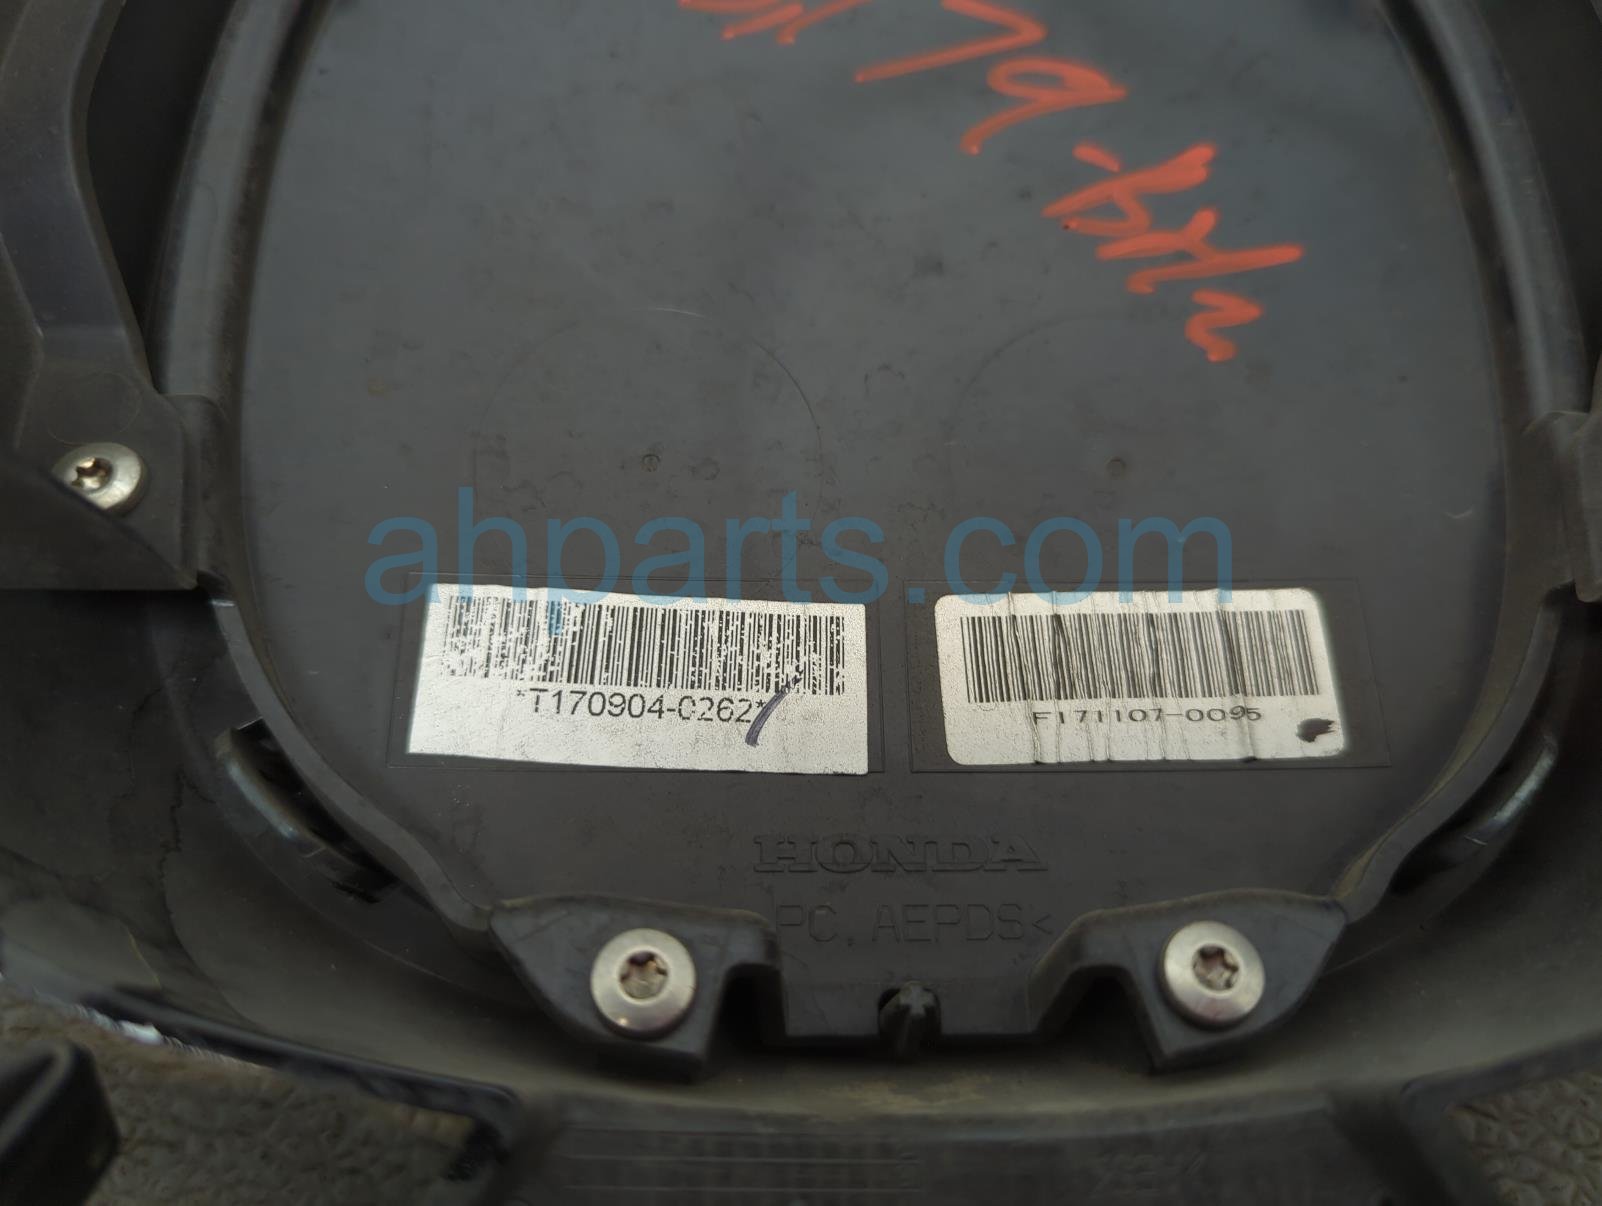 ahparts.com
*T170904-0262*
F171107-0095
HONDA
PC, AEPDS<